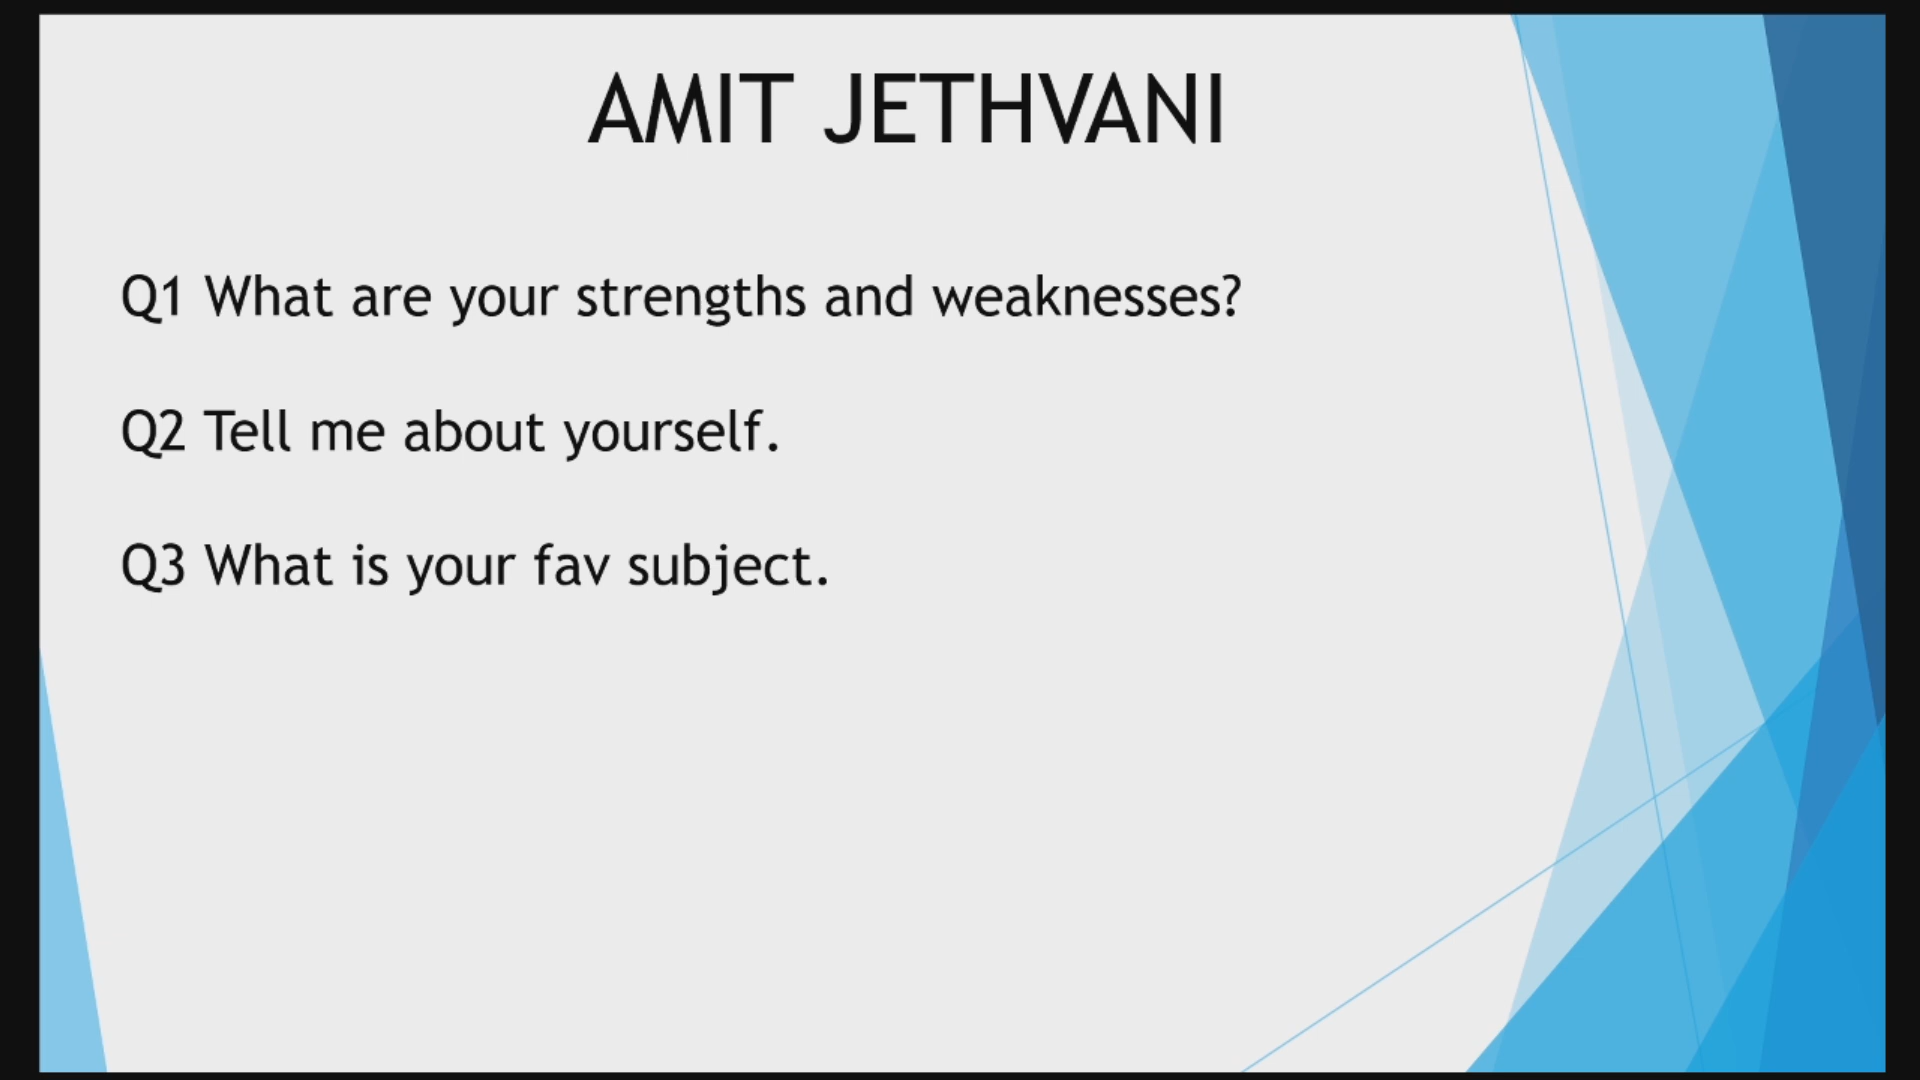 AMIT JETHVANI
Q1 What are your strengths and weaknesses?
Q2 Tell me about yourself.
Q3 What is your fav subject.